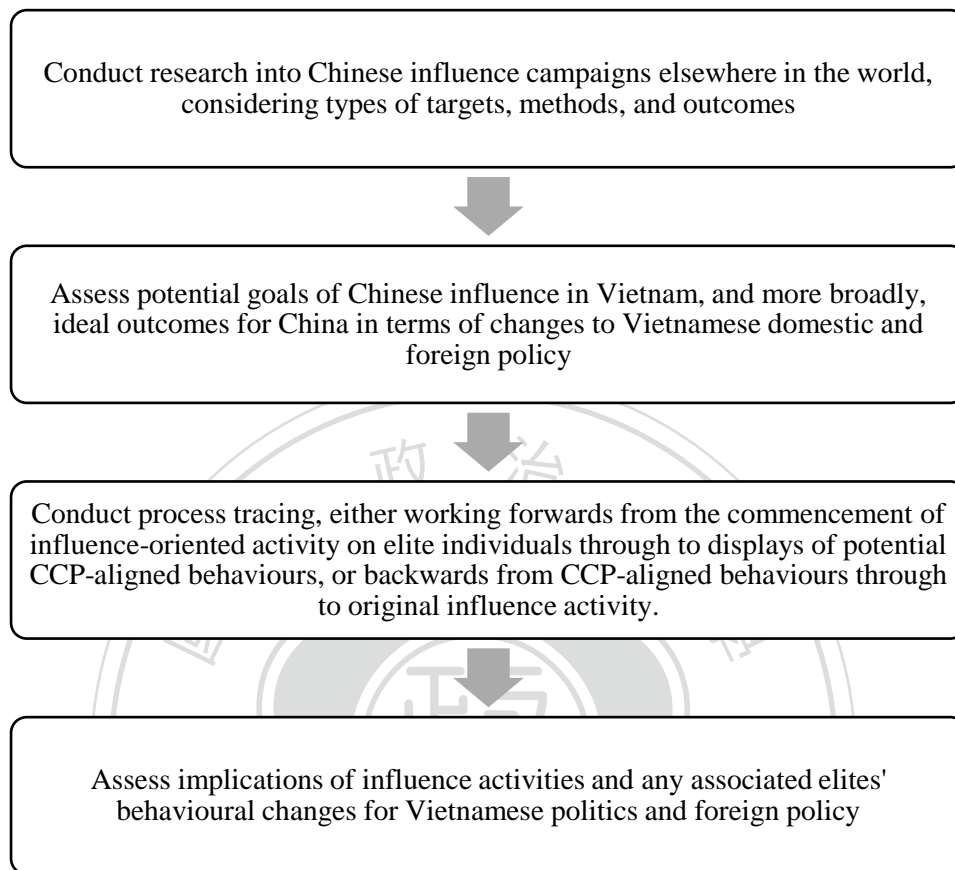 Conduct research into Chinese influence campaigns elsewhere in the world,
considering types of targets, methods, and outcomes
Assess potential goals of Chinese influence in Vietnam, and more broadly,
ideal outcomes for China in terms of changes to Vietnamese domestic and
foreign policy
政 治
Conduct process tracing, either working forwards from the commencement of
influence-oriented activity on elite individuals through to displays of potential
CCP-aligned behaviours, or backwards from CCP-aligned behaviours through
to original influence activity.
Assess implications of influence activities and any associated elites'
behavioural changes for Vietnamese politics and foreign policy